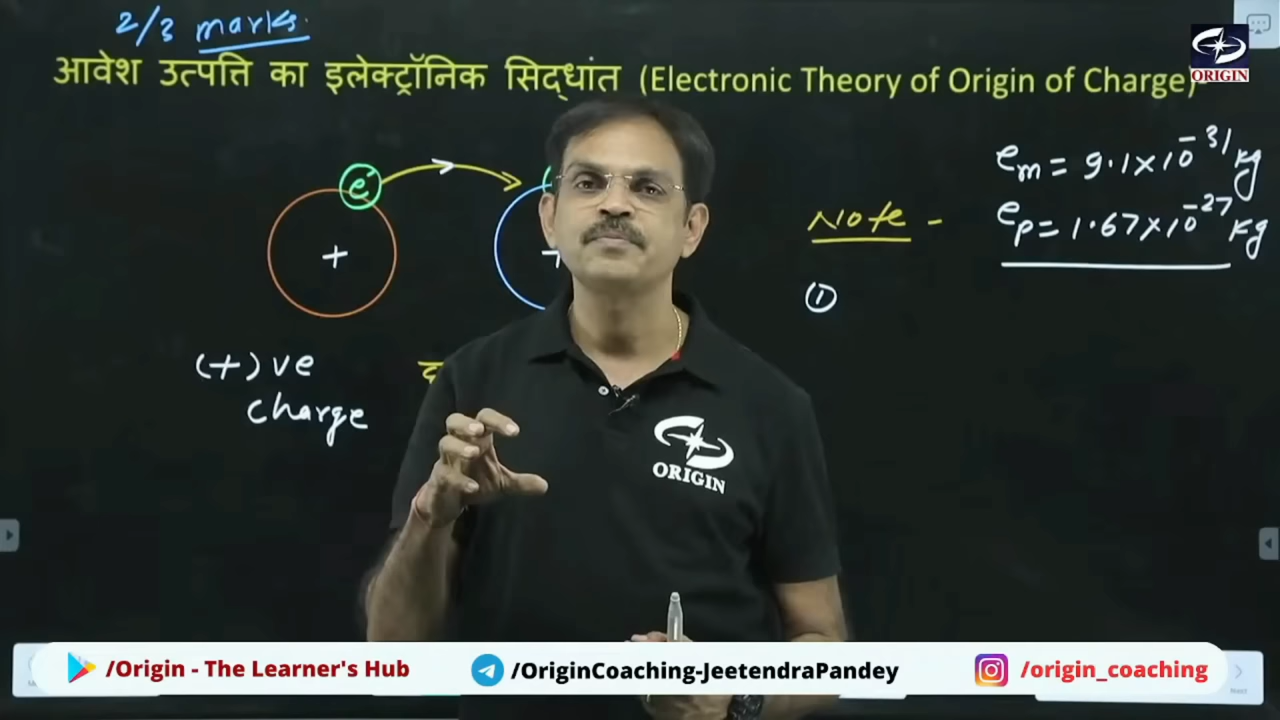 2/3 marks.
आवेश उत्पत्ति का इलेक्ट्रॉनिक सिद्धांत (Electronic Theory of Origin of Charge)-
ORIGIN
e
+
(+) ve
charge
Note -
①
em = 9.1×10⁻³¹ kg
ep = 1.67×10⁻²⁷ kg
ORIGIN
/Origin - The Learner's Hub
/OriginCoaching-JeetendraPandey
/origin_coaching
Next